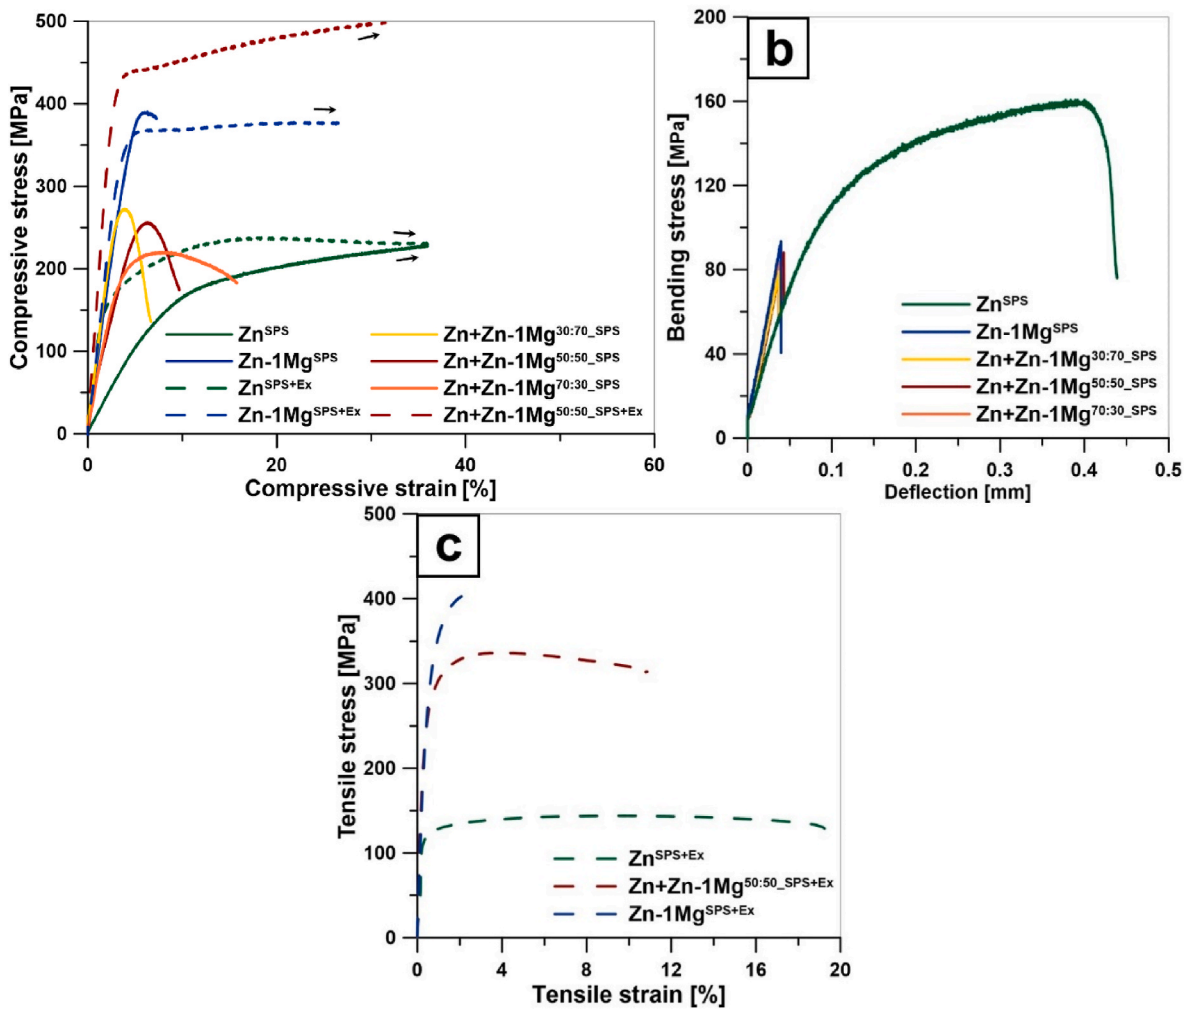 500
400
300
200
100
0
Compressive stress [MPa]
Zn^SPS
Zn-1Mg^SPS
Zn^SPS+Ex
Zn-1Mg^SPS+Ex
Zn+Zn-1Mg^30:70_SPS
Zn+Zn-1Mg^50:50_SPS
Zn+Zn-1Mg^70:30_SPS
Zn+Zn-1Mg^50:50_SPS+Ex
0 20 40 60
Compressive strain [%]
b
200
160
120
80
40
0
Bending stress [MPa]
Zn^SPS
Zn-1Mg^SPS
Zn+Zn-1Mg^30:70_SPS
Zn+Zn-1Mg^50:50_SPS
Zn+Zn-1Mg^70:30_SPS
0 0.1 0.2 0.3 0.4 0.5
Deflection [mm]
c
500
400
300
200
100
0
Tensile stress [MPa]
Zn^SPS+Ex
Zn+Zn-1Mg^50:50_SPS+Ex
Zn-1Mg^SPS+Ex
0 4 8 12 16 20
Tensile strain [%]